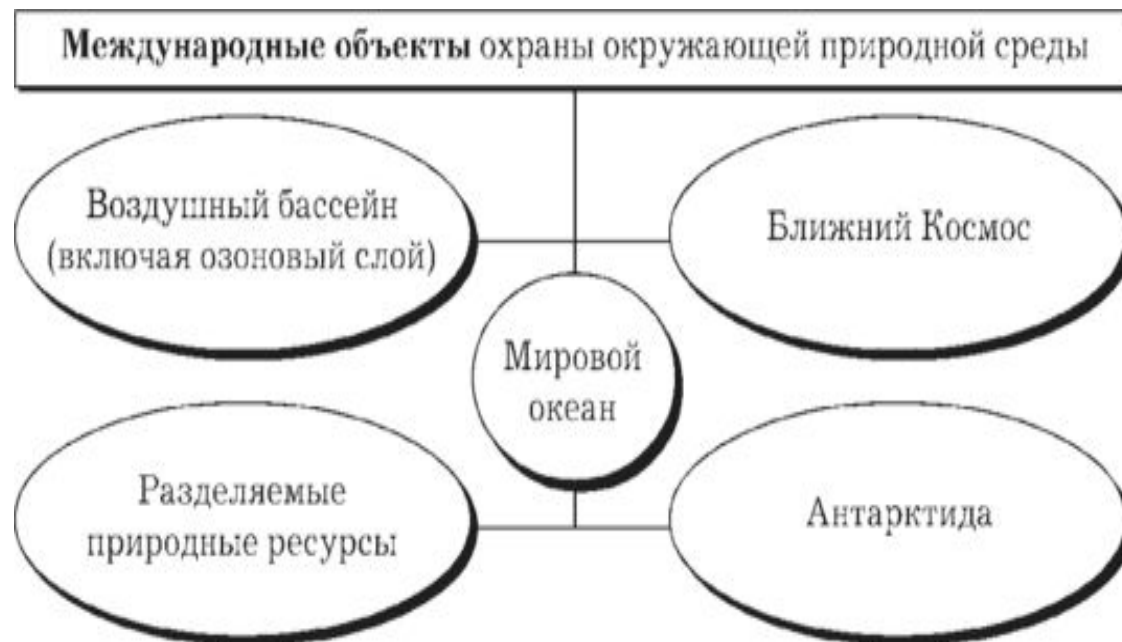 Международные объекты охраны окружающей природной среды
Воздушный бассейн
(включая озоновый слой)
Ближний Космос
Мировой
океан
Разделяемые
природные ресурсы
Антарктида